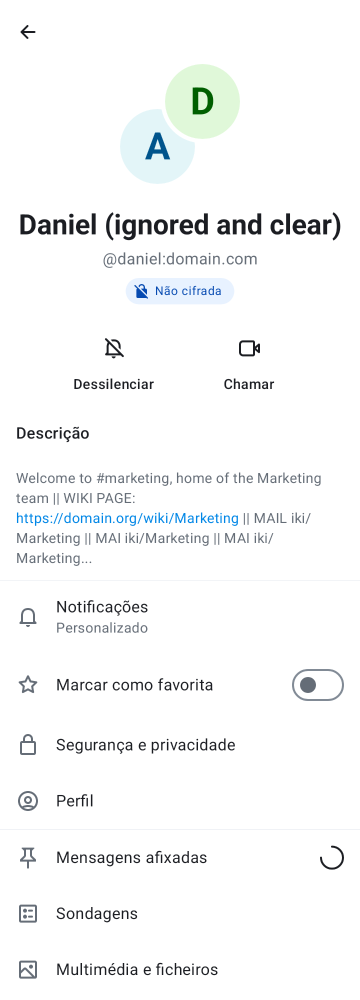 D
A
Daniel (ignored and clear)
@daniel:domain.com
Não cifrada
Dessilenciar
Chamar
Descrição
Welcome to #marketing, home of the Marketing
team || WIKI PAGE:
https://domain.org/wiki/Marketing || MAIL iki/
Marketing || MAI iki/Marketing || MAI iki/
Marketing...
Notificações
Personalizado
Marcar como favorita
Segurança e privacidade
Perfil
Mensagens afixadas
Sondagens
Multimédia e ficheiros